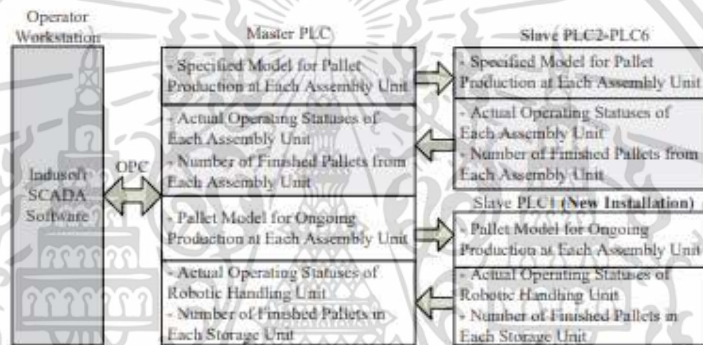 Operator
Workstation
Indusoft
SCADA
Software
OPC
Master PLC
- Specified Model for Pallet
Production at Each Assembly Unit
- Actual Operating Statuses of
Each Assembly Unit
- Number of Finished Pallets from
Each Assembly Unit
- Pallet Model for Ongoing
Production at Each Assembly Unit
- Actual Operating Statuses of
Robotic Handling Unit
- Number of Finished Pallets in
Each Storage Unit
Slave PLC2-PLC6
- Specified Model for Pallet
Production at Each Assembly Unit
- Actual Operating Statuses of
Each Assembly Unit
- Number of Finished Pallets from
Each Assembly Unit
Slave PLC1 (New Installation)
- Pallet Model for Ongoing
Production at Each Assembly Unit
- Actual Operating Statuses of
Robotic Handling Unit
- Number of Finished Pallets in
Each Storage Unit